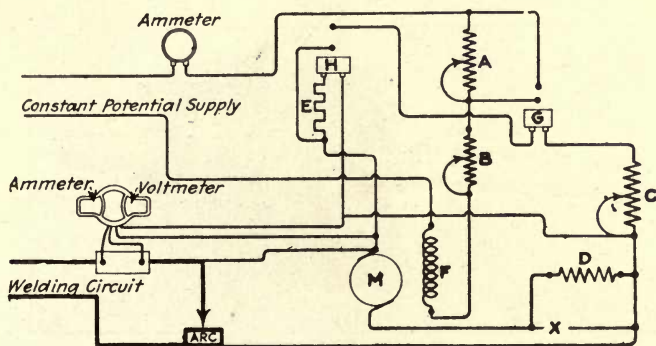 Ammeter
A
H
E
G
Constant Potential Supply
B
Ammeter Voltmeter
C
D
M
F
Welding Circuit
X
ARC